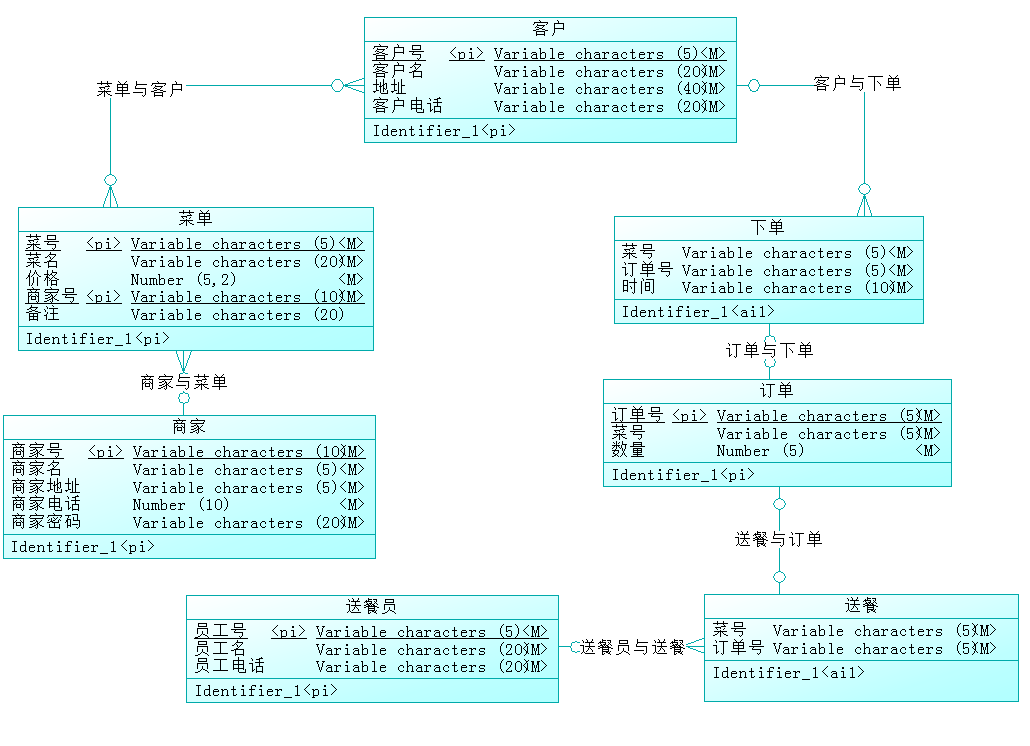 客户
客户号 <pi> Variable characters (5) <M>
客户名 Variable characters (20) <M>
地址 Variable characters (40) <M>
客户电话 Variable characters (20) <M>
Identifier_1 <pi>
菜单与客户
客户与下单
菜单
菜号 <pi> Variable characters (5) <M>
菜名 Variable characters (20) <M>
价格 Number (5,2) <M>
商家号 <pi> Variable characters (10) <M>
备注 Variable characters (20)
Identifier_1 <pi>
下单
菜号 Variable characters (5) <M>
订单号 Variable characters (5) <M>
时间 Variable characters (10) <M>
Identifier_1 <ai1>
订单与下单
商家与菜单
订单
订单号 <pi> Variable characters (5) <M>
菜号 Variable characters (5) <M>
数量 Number (5) <M>
Identifier_1 <pi>
商家
商家号 <pi> Variable characters (10) <M>
商家名 Variable characters (5) <M>
商家地址 Variable characters (5) <M>
商家电话 Number (10) <M>
商家密码 Variable characters (20) <M>
Identifier_1 <pi>
送餐与订单
送餐员
员工号 <pi> Variable characters (5) <M>
员工名 Variable characters (20) <M>
员工电话 Variable characters (20) <M>
Identifier_1 <pi>
送餐员与送餐
送餐
菜号 Variable characters (5) <M>
订单号 Variable characters (5) <M>
Identifier_1 <ai1>